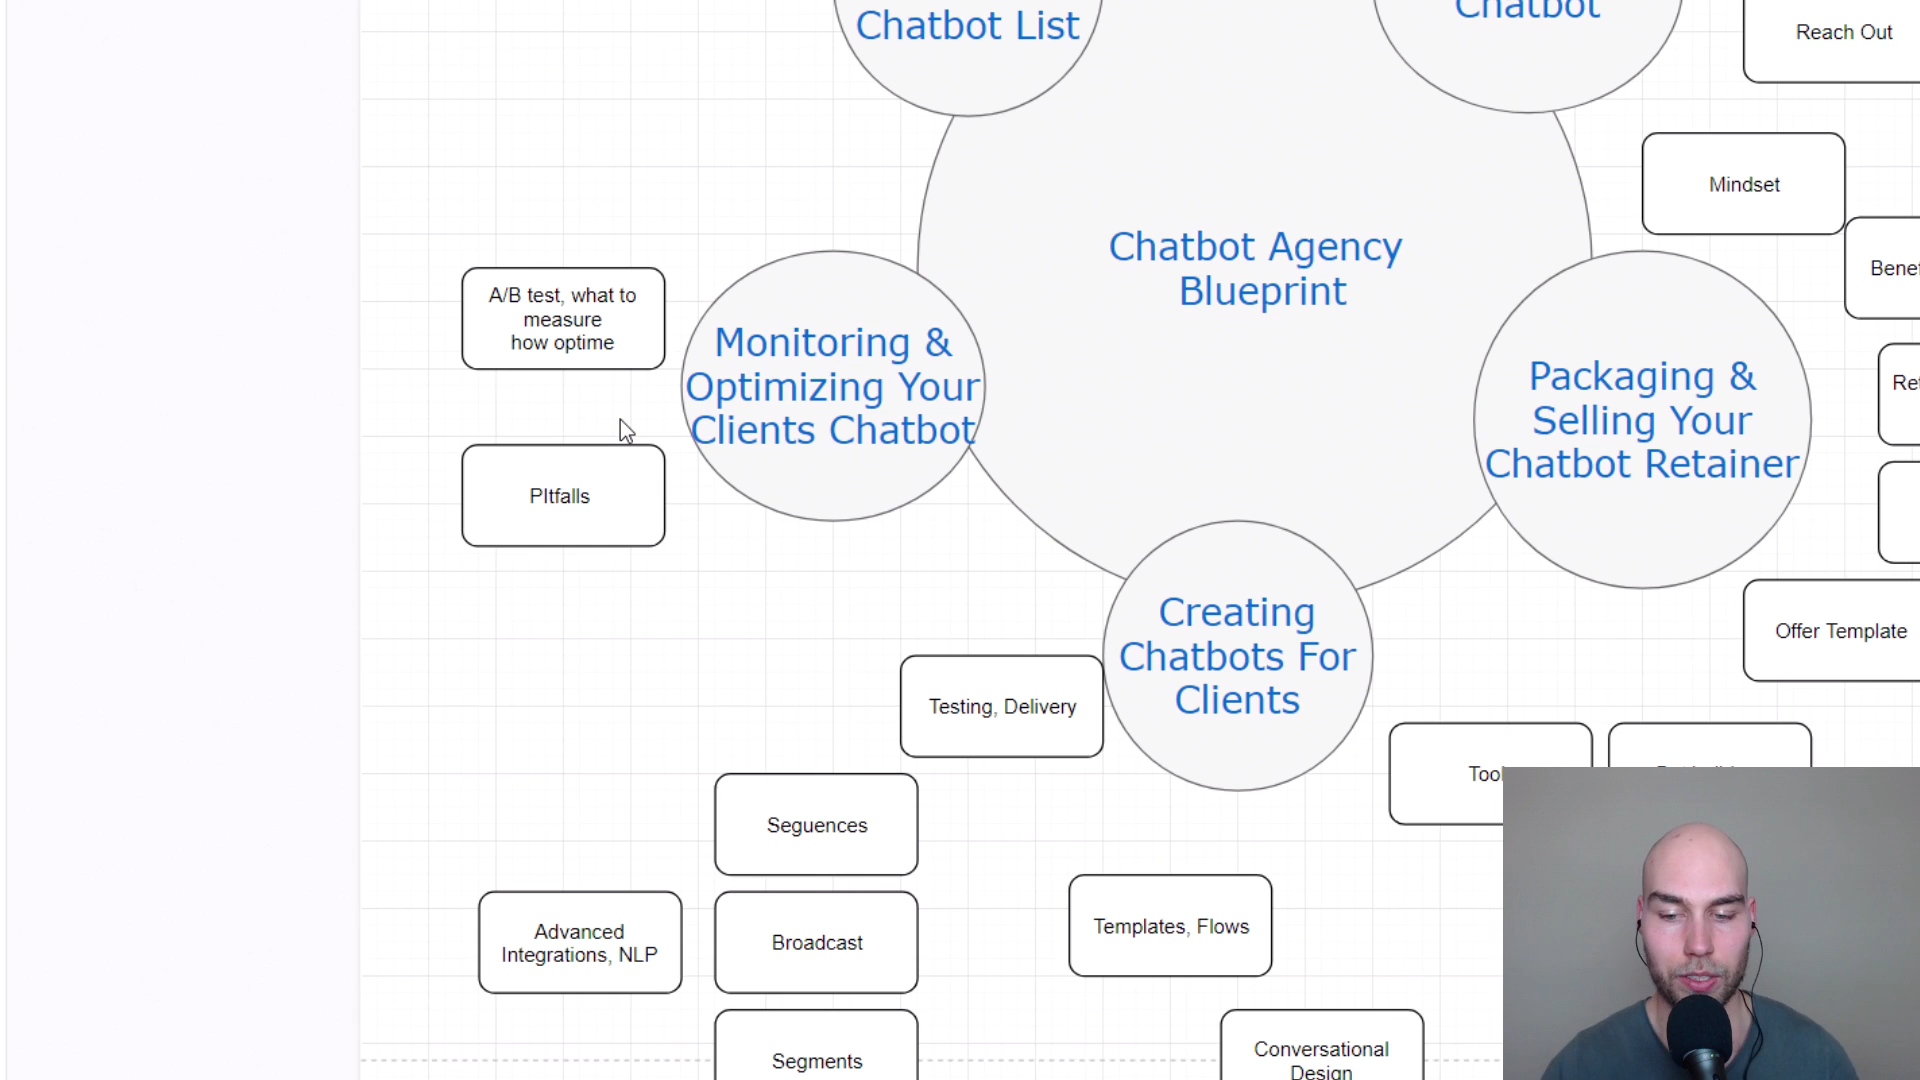 Chatbot List
Chatbot
Reach Out
Mindset
Chatbot Agency
Blueprint
A/B test, what to
measure
how optime
Monitoring &
Optimizing Your
Clients Chatbot
Packaging &
Selling Your
Chatbot Retainer
PItfalls
Creating
Chatbots For
Clients
Offer Template
Testing, Delivery
Seguences
Advanced
Integrations, NLP
Broadcast
Templates, Flows
Segments
Conversational
Design